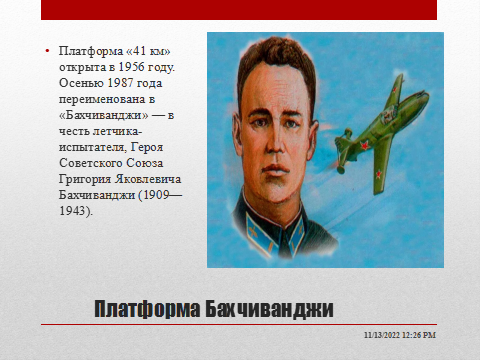 Платформа «41 км»
открыта в 1956 году.
Осенью 1987 года
переименована в
«Бахчиванджи» — в
честь летчика-
испытателя, Героя
Советского Союза
Григория Яковлевича
Бахчиванджи (1909—
1943).
Платформа Бахчиванджи
11/13/2022 12:26 PM